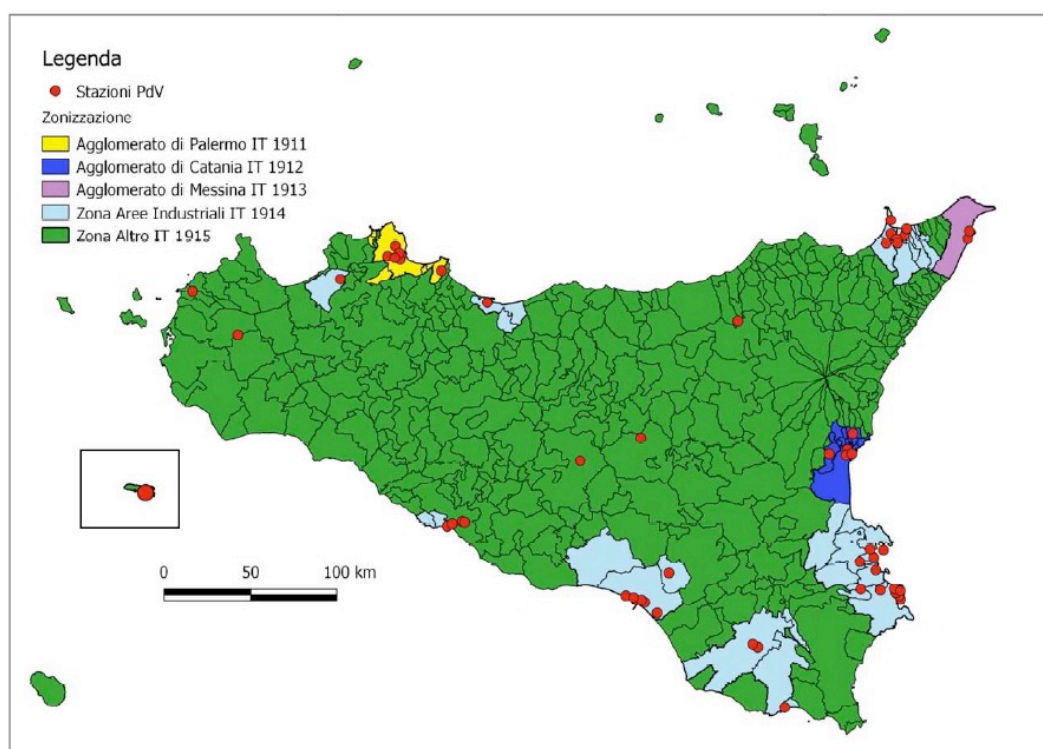 Legenda
Stazioni PdV
Zonizzazione
Agglomerato di Palermo IT 1911
Agglomerato di Catania IT 1912
Agglomerato di Messina IT 1913
Zona Aree Industriali IT 1914
Zona Altro IT 1915
0 50 100 km